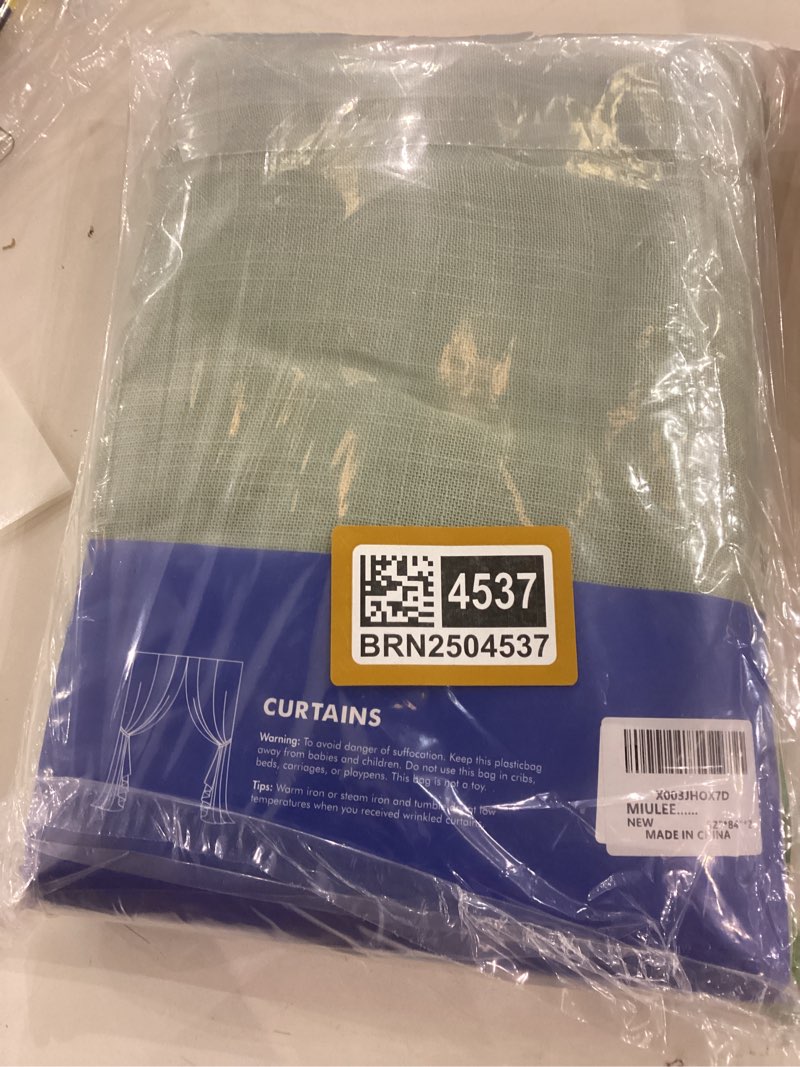 4537
BRN2504537
CURTAINS
Warning: To avoid danger of suffocation. Keep this plasticbag
away from babies and children. Do not use this bag in cribs,
beds, carriages, or playpens. This bag is not a toy.
Tips: Warm iron or steam iron and tumble at low
temperatures when you received wrinkled curtain
X003JHOX7D
MIULEE......
NEW
MADE IN CHINA